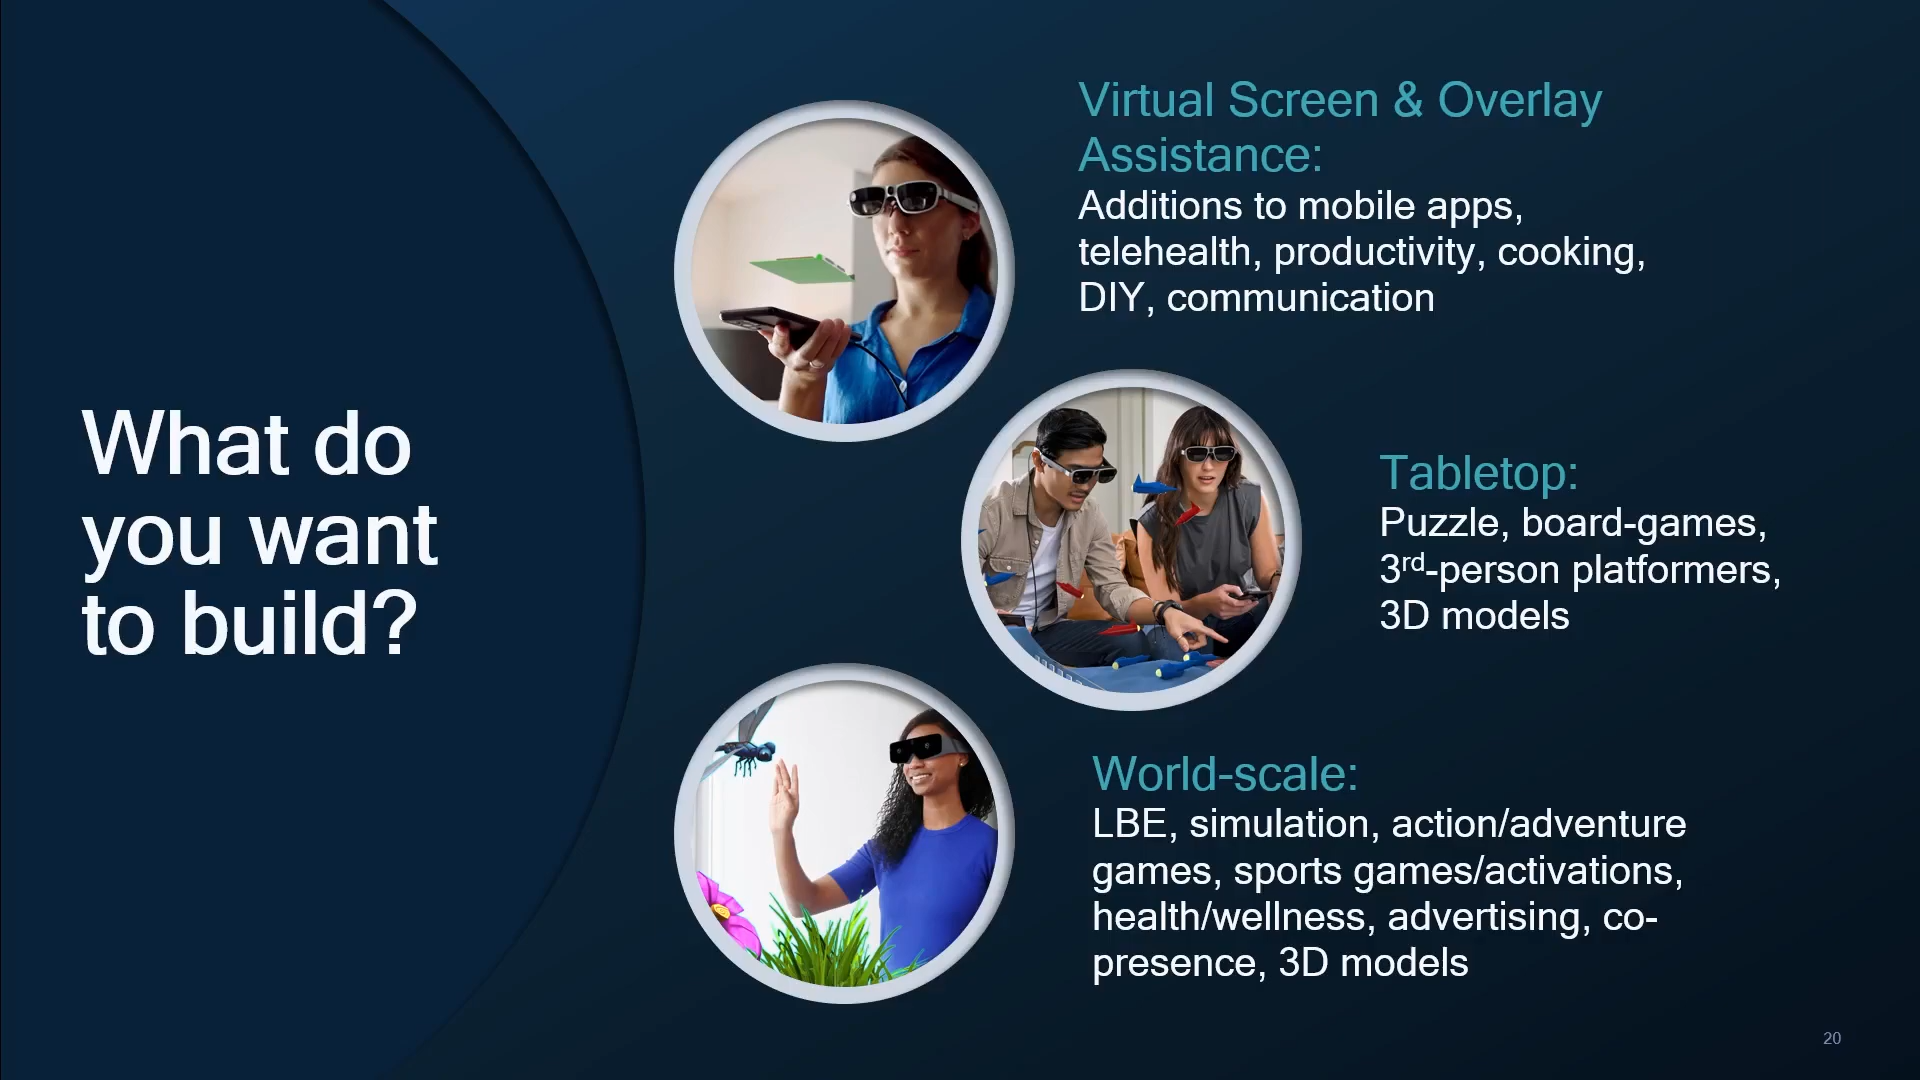 What do
you want
to build?
Virtual Screen & Overlay
Assistance:
Additions to mobile apps,
telehealth, productivity, cooking,
DIY, communication
Tabletop:
Puzzle, board-games,
3rd-person platformers,
3D models
World-scale:
LBE, simulation, action/adventure
games, sports games/activations,
health/wellness, advertising, co-
presence, 3D models
20